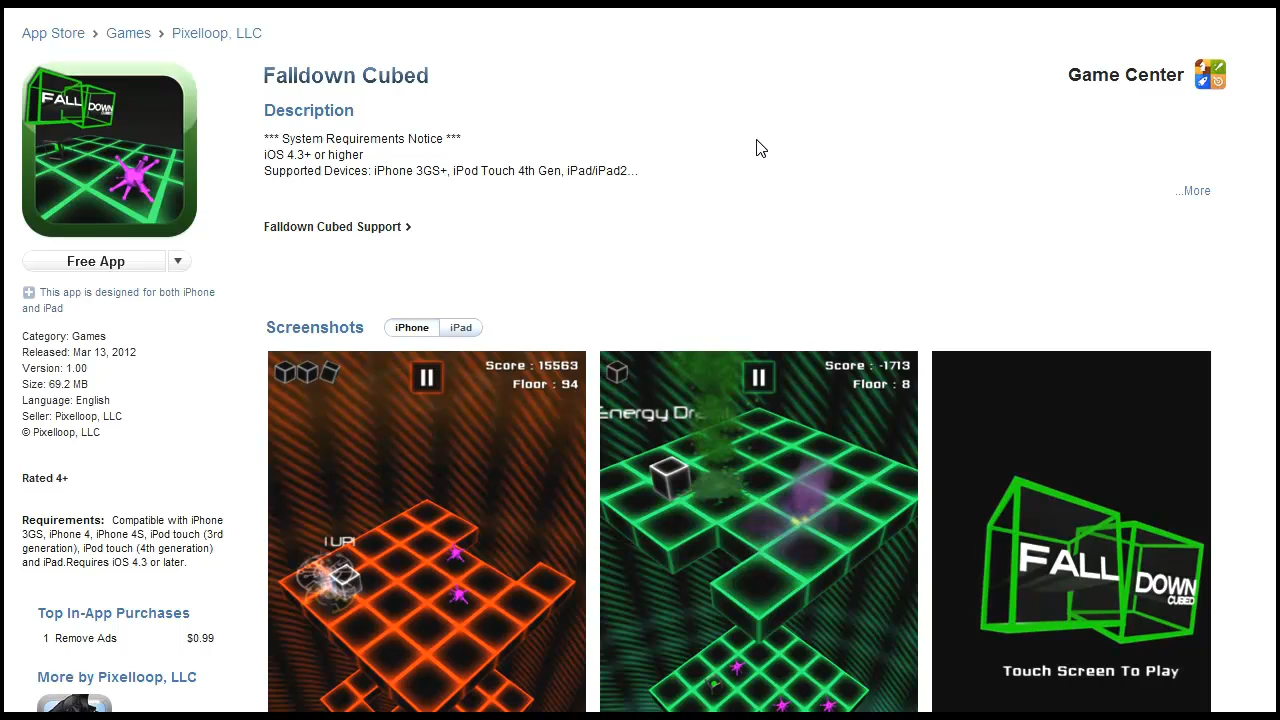 App Store > Games > Pixelloop, LLC
FALL DOWN CUBED
Falldown Cubed
Game Center
Description
*** System Requirements Notice ***
iOS 4.3+ or higher
Supported Devices: iPhone 3GS+, iPod Touch 4th Gen, iPad/iPad2...
...More
Falldown Cubed Support >
Free App
This app is designed for both iPhone
and iPad
Category: Games
Released: Mar 13, 2012
Version: 1.00
Size: 69.2 MB
Language: English
Seller: Pixelloop, LLC
© Pixelloop, LLC
Rated 4+
Requirements: Compatible with iPhone
3GS, iPhone 4, iPhone 4S, iPod touch (3rd
generation), iPod touch (4th generation)
and iPad.Requires iOS 4.3 or later.
Top In-App Purchases
1 Remove Ads $0.99
More by Pixelloop, LLC
Screenshots iPhone iPad
Score : 15563
Floor : 94
1 UP!
Score : -1713
Floor : 8
Energy
FALL DOWN
CUBED
Touch Screen To Play